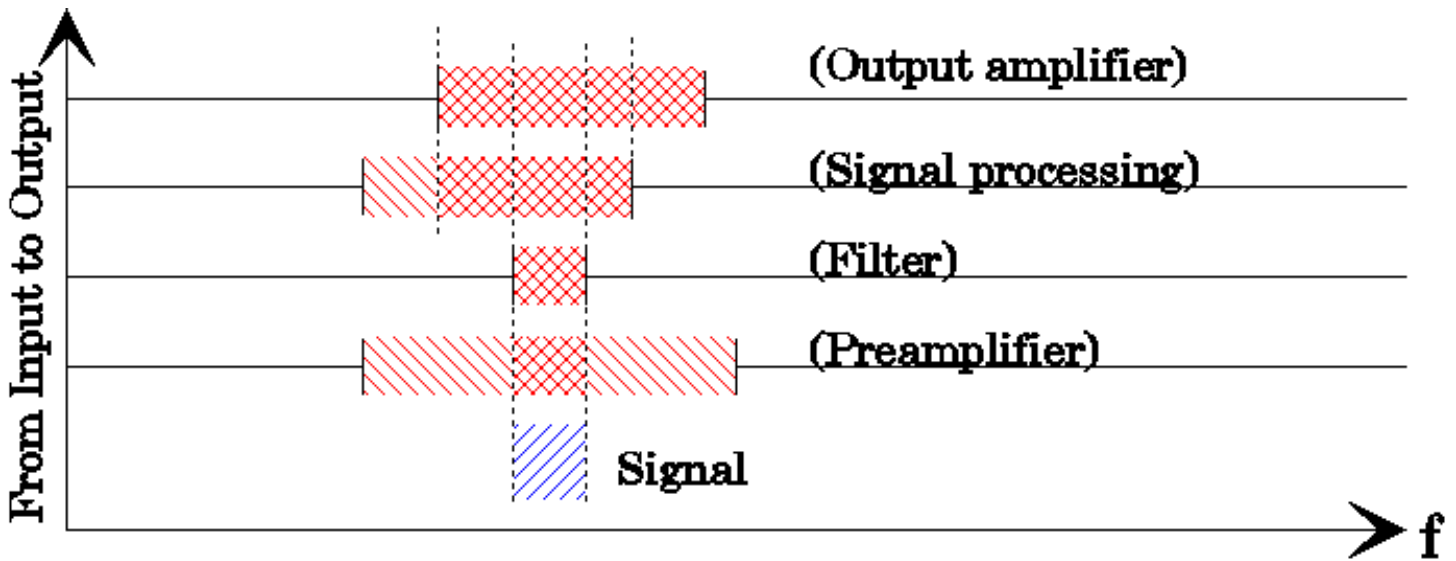 From Input to Output
(Output amplifier)
(Signal processing)
(Filter)
(Preamplifier)
Signal
f